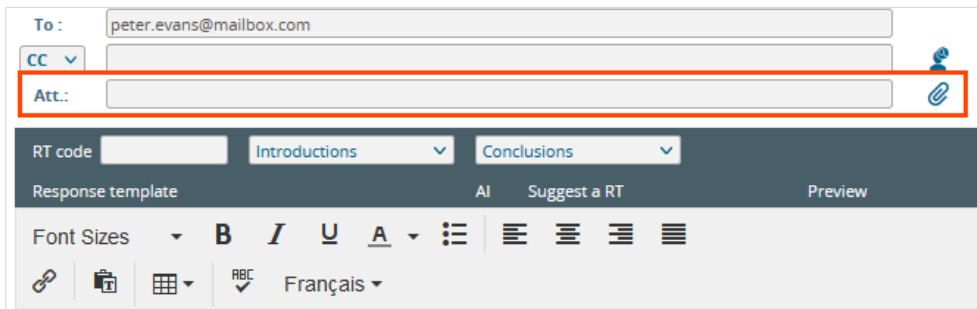 To : peter.evans@mailbox.com
CC
Att.:
RT code Introductions Conclusions
Response template AI Suggest a RT Preview
Font Sizes B I U A
T ABC Français